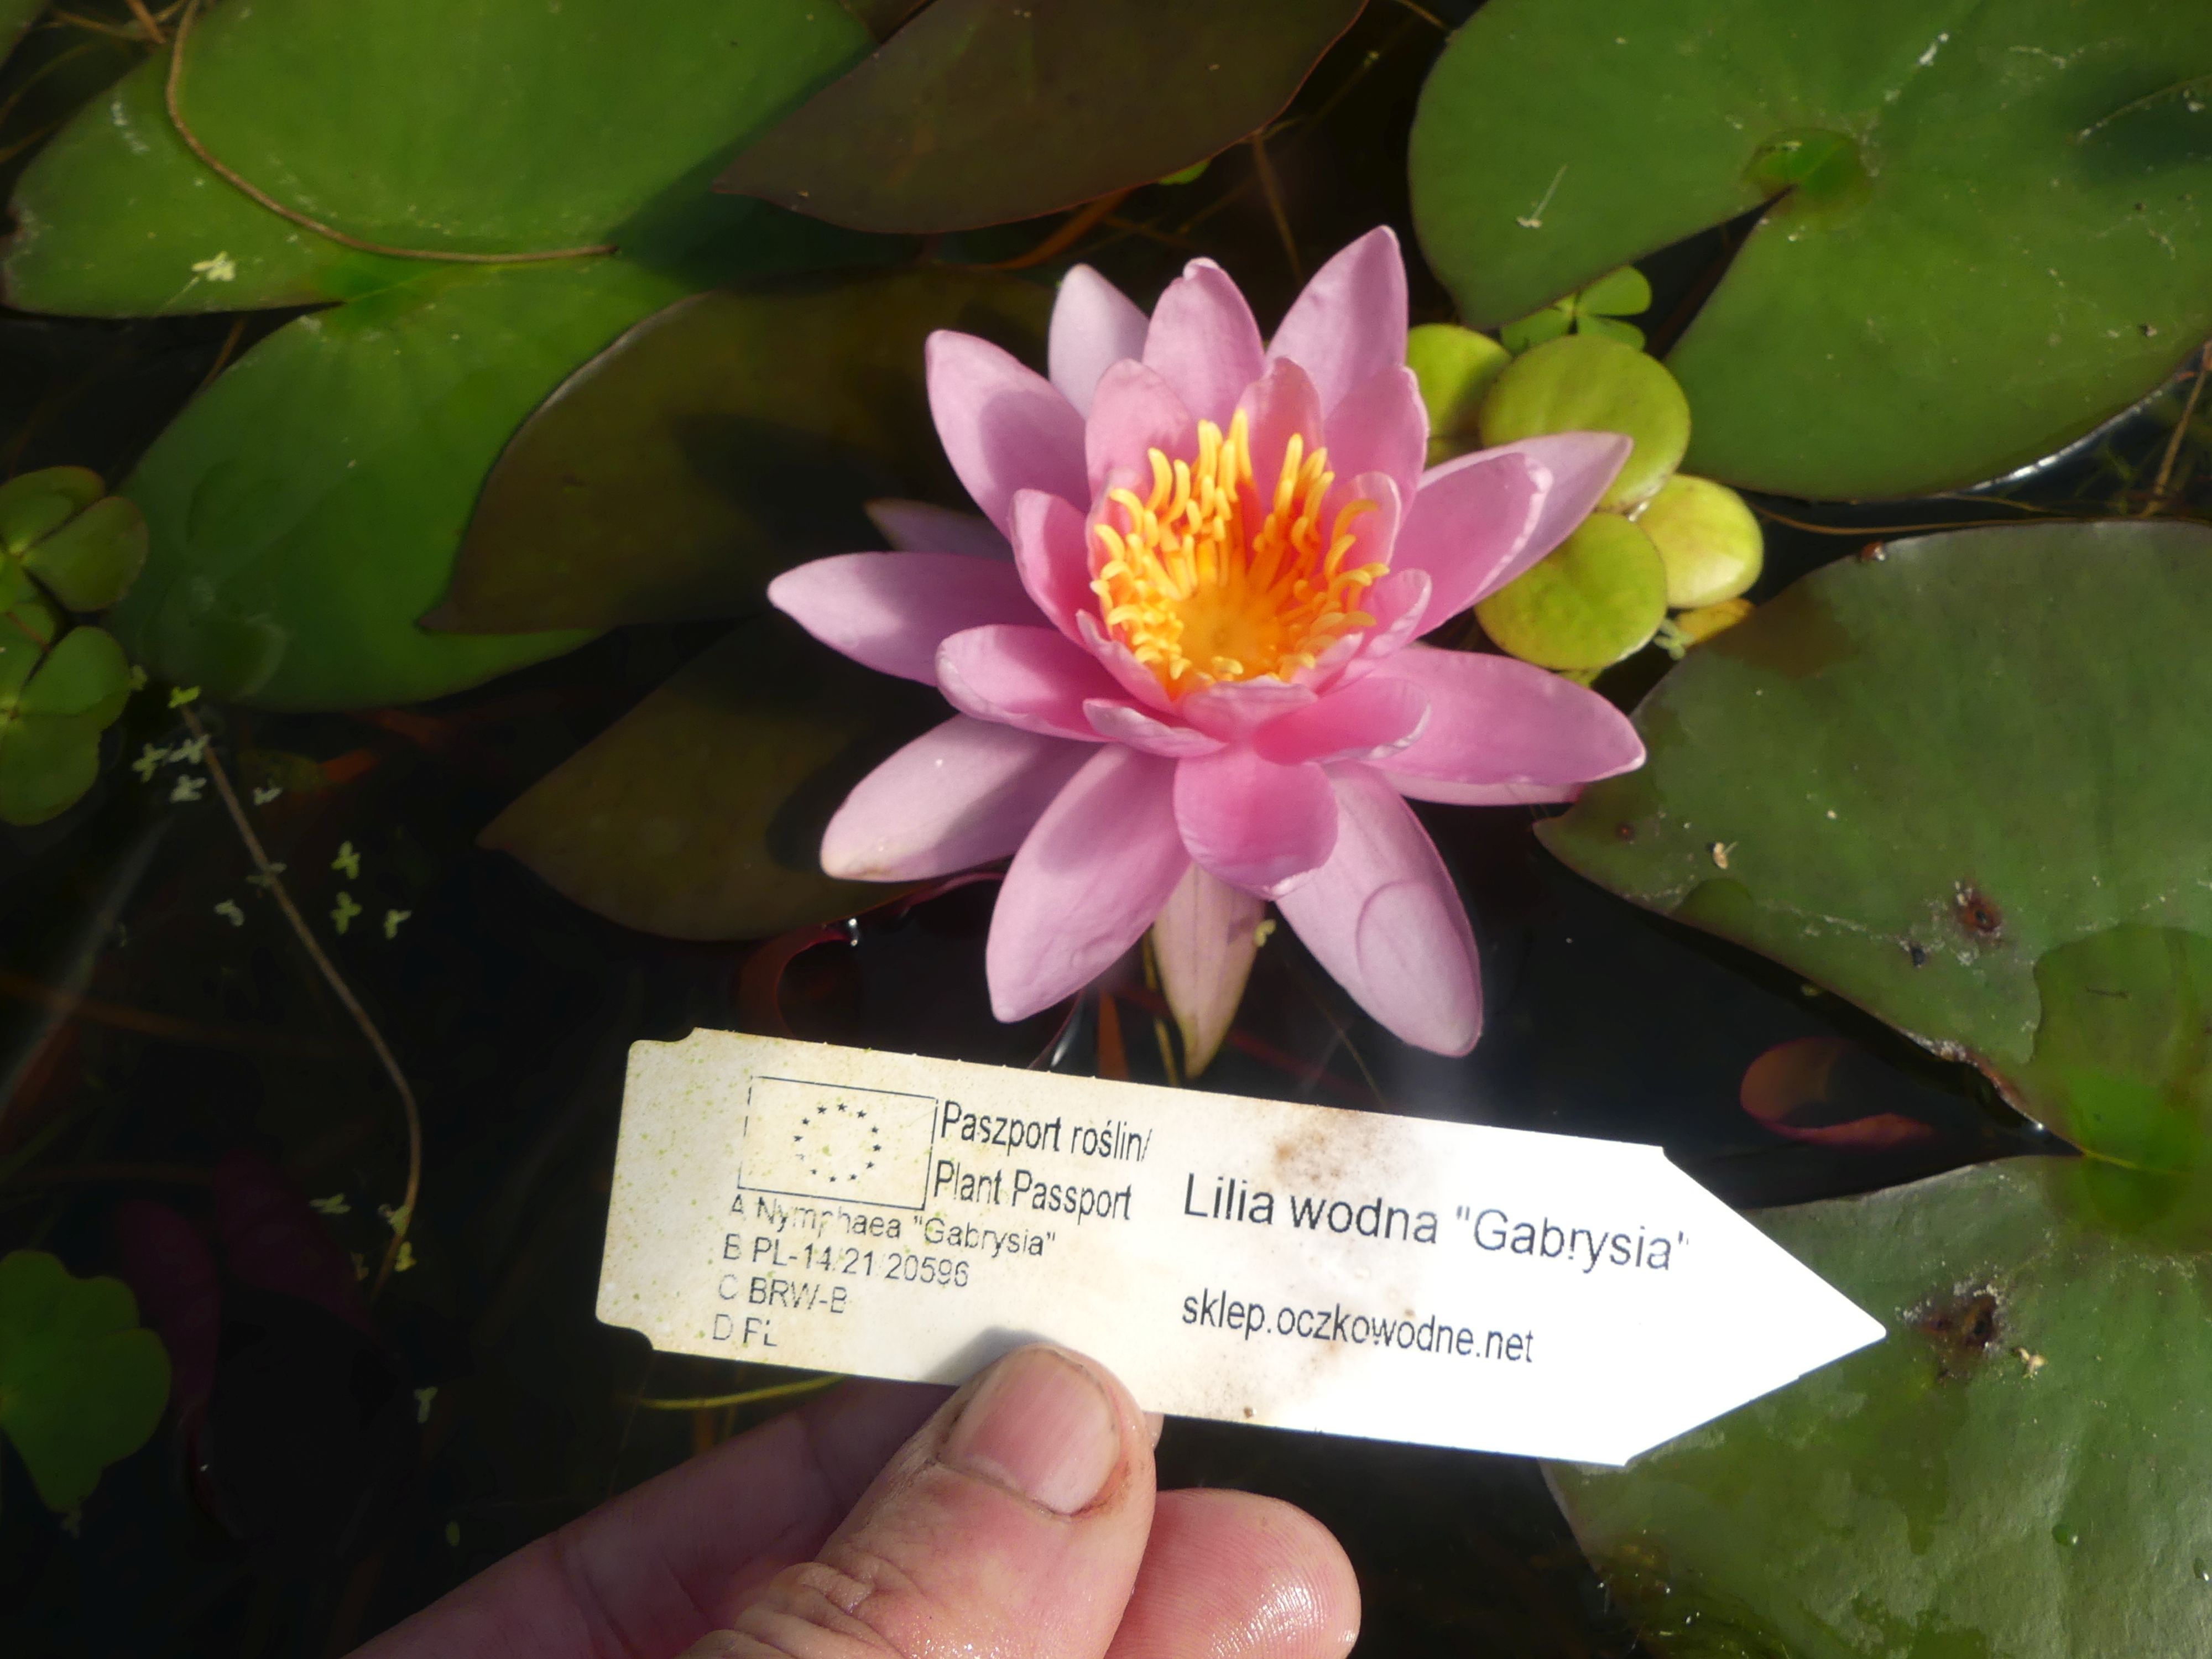 Paszport roślin/
Plant Passport
A Nymphaea "Gabrysia"
B PL-14/21/20596
C BRW-B
D PL
Lilia wodna "Gabrysia"
sklep.oczkowodne.net